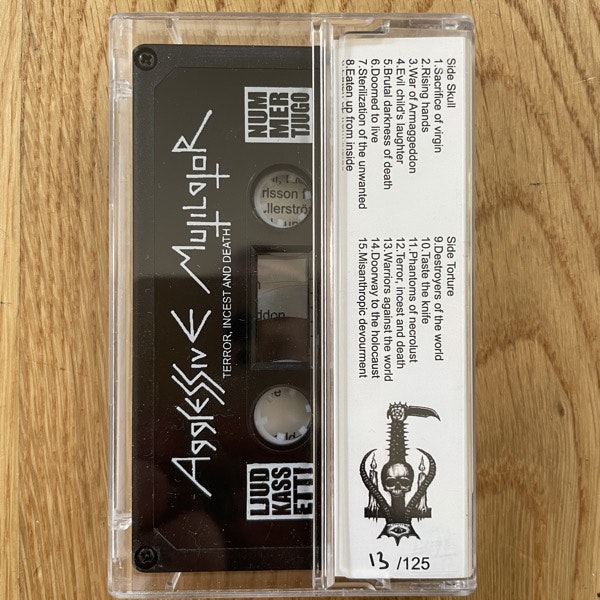 Side Skull
1.Sacrifice of virgin
2.Rising hands
3.War of Armaggeddon
4.Evil child's laughter
5.Brutal darkness of death
6.Doomed to live
7.Sterilization of the unwanted
8.Eaten up from inside
Side Torture
9.Destroyers of the world
10.Taste the knife
11.Phantoms of necrolust
12.Terror, incest and death
13.Warriors against the world
14.Doorway to the holocaust
15.Misanthropic devourment
13 /125
NUM
MER
TJUGO
AGGRESSIVE MUTILATOR
TERROR, INCEST AND DEATH
LJUD
KASS
ETT!
risson